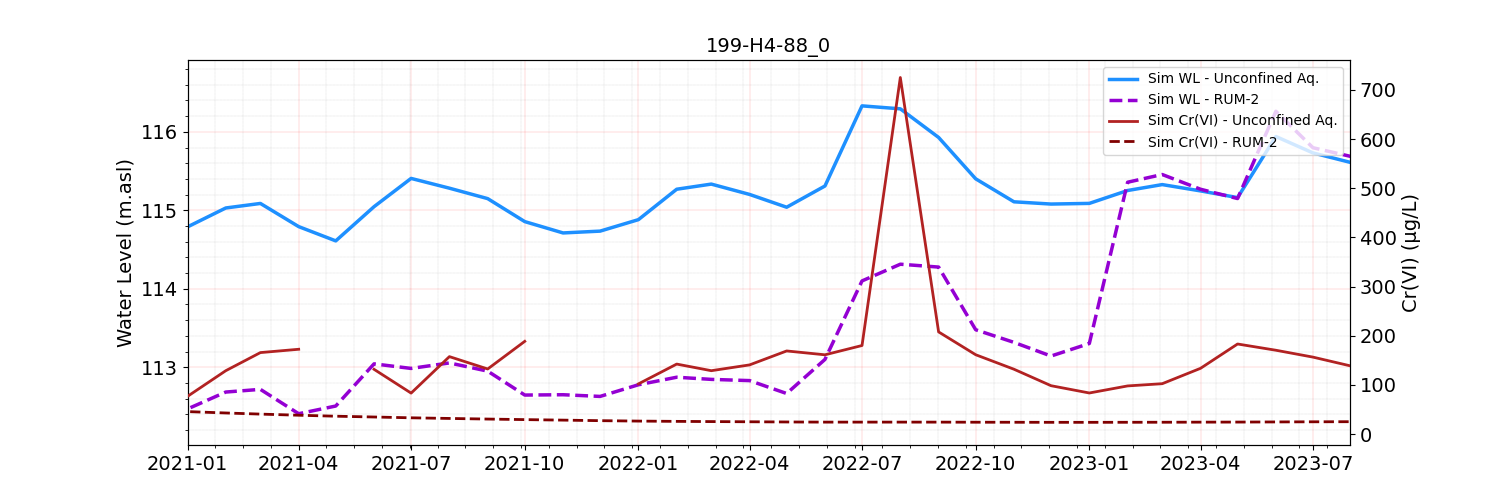 199-H4-88_0
Sim WL - Unconfined Aq.
Sim WL - RUM-2
Sim Cr(VI) - Unconfined Aq.
Sim Cr(VI) - RUM-2
Water Level (m.asl)
116
115
114
113
Cr(VI) (μg/L)
700
600
500
400
300
200
100
0
2021-01 2021-04 2021-07 2021-10 2022-01 2022-04 2022-07 2022-10 2023-01 2023-04 2023-07